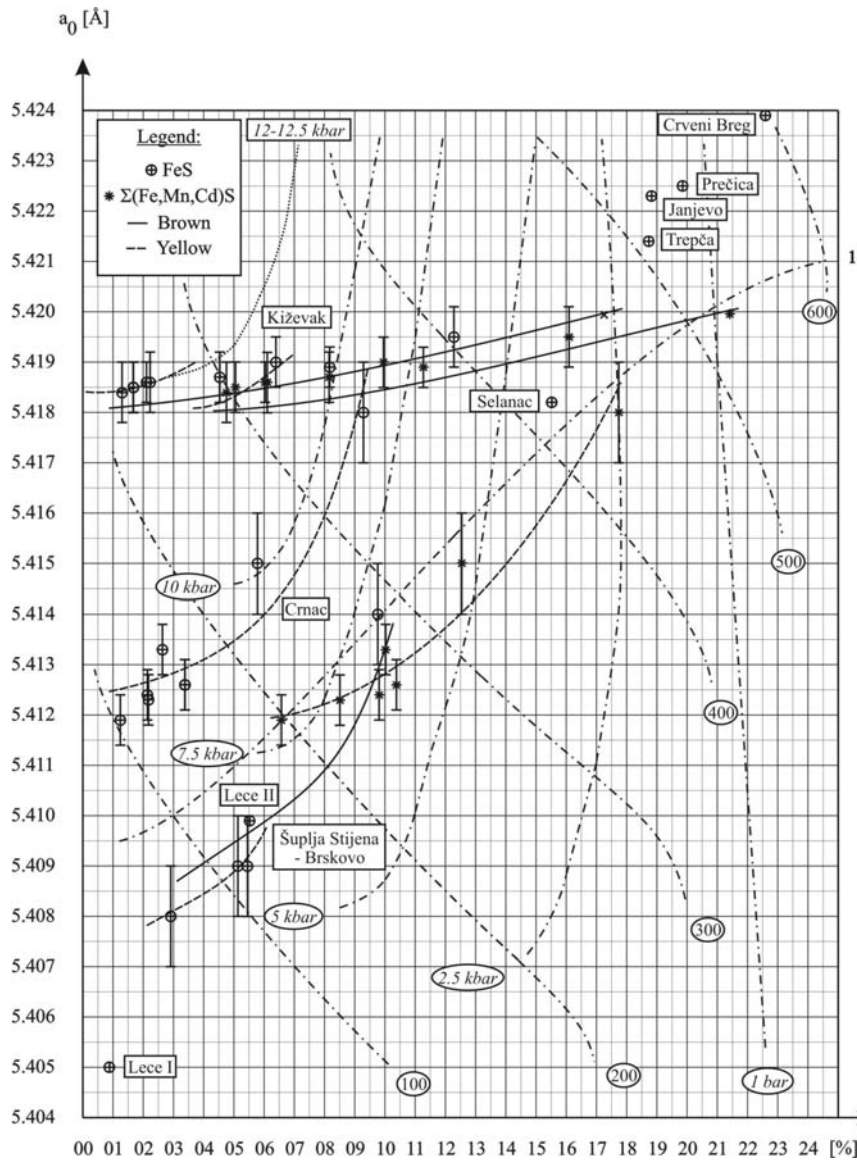 a0 [Å]
5.424
5.423
5.422
5.421
5.420
5.419
5.418
5.417
5.416
5.415
5.414
5.413
5.412
5.411
5.410
5.409
5.408
5.407
5.406
5.405
5.404
Legend:
FeS
Σ(Fe,Mn,Cd)S
Brown
Yellow
12-12.5 kbar
Crveni Breg
Prečica
Janjevo
Trepča
1
600
Kiževak
Selanac
500
10 kbar
Crnac
400
7.5 kbar
Lece II
Šuplja Stijena
- Brskovo
5 kbar
300
2.5 kbar
Lece I
100
200
1 bar
00 01 02 03 04 05 06 07 08 09 10 11 12 13 14 15 16 17 18 19 20 21 22 23 24 [%]